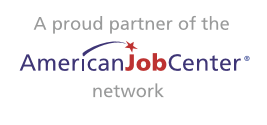 A proud partner of the
AmericanJobCenter®
network